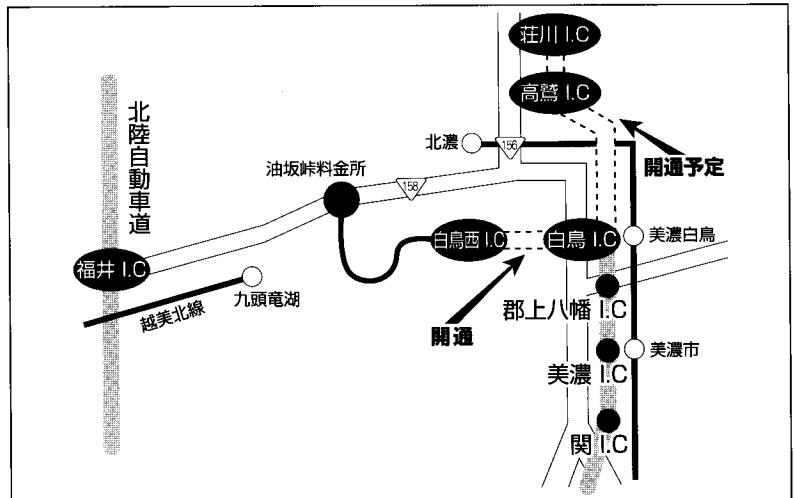 荘川 I.C
高鷲 I.C
北陸自動車道
北濃
156
開通予定
油坂峠料金所
158
白鳥西 I.C
白鳥 I.C
美濃白鳥
福井 I.C
九頭竜湖
越美北線
開通
郡上八幡 I.C
美濃市
美濃 I.C
関 I.C